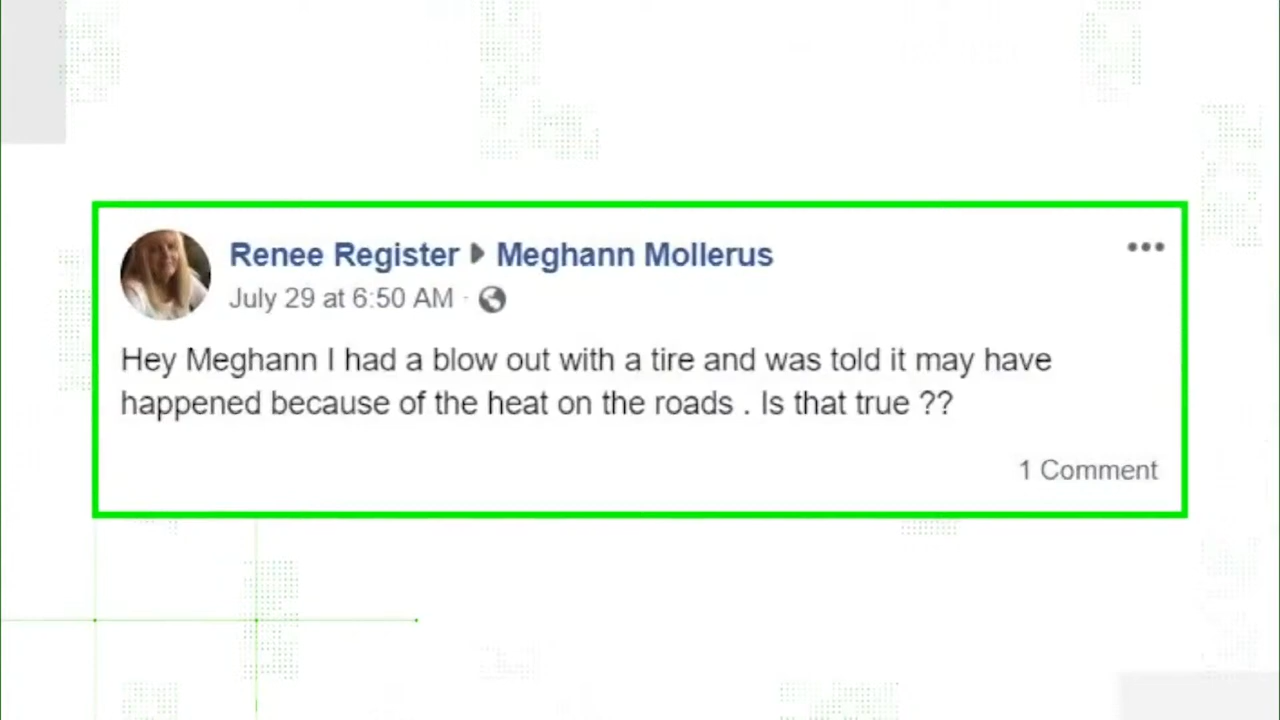 Renee Register ▶ Meghann Mollerus
July 29 at 6:50 AM ·
Hey Meghann I had a blow out with a tire and was told it may have
happened because of the heat on the roads . Is that true ??
1 Comment